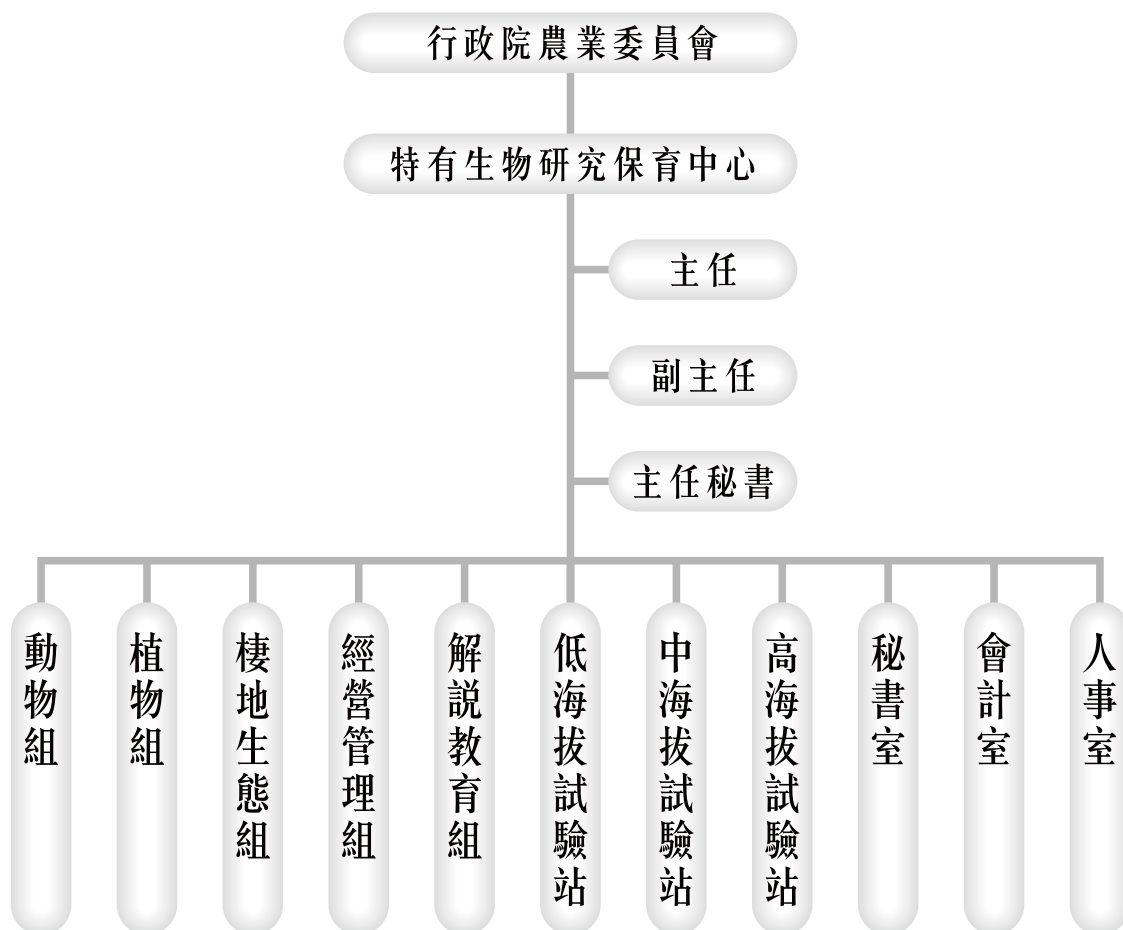 行政院農業委員會
特有生物研究保育中心
主任
副主任
主任秘書
動物組
植物組
棲地生態組
經營管理組
解說教育組
低海拔試驗站
中海拔試驗站
高海拔試驗站
秘書室
會計室
人事室